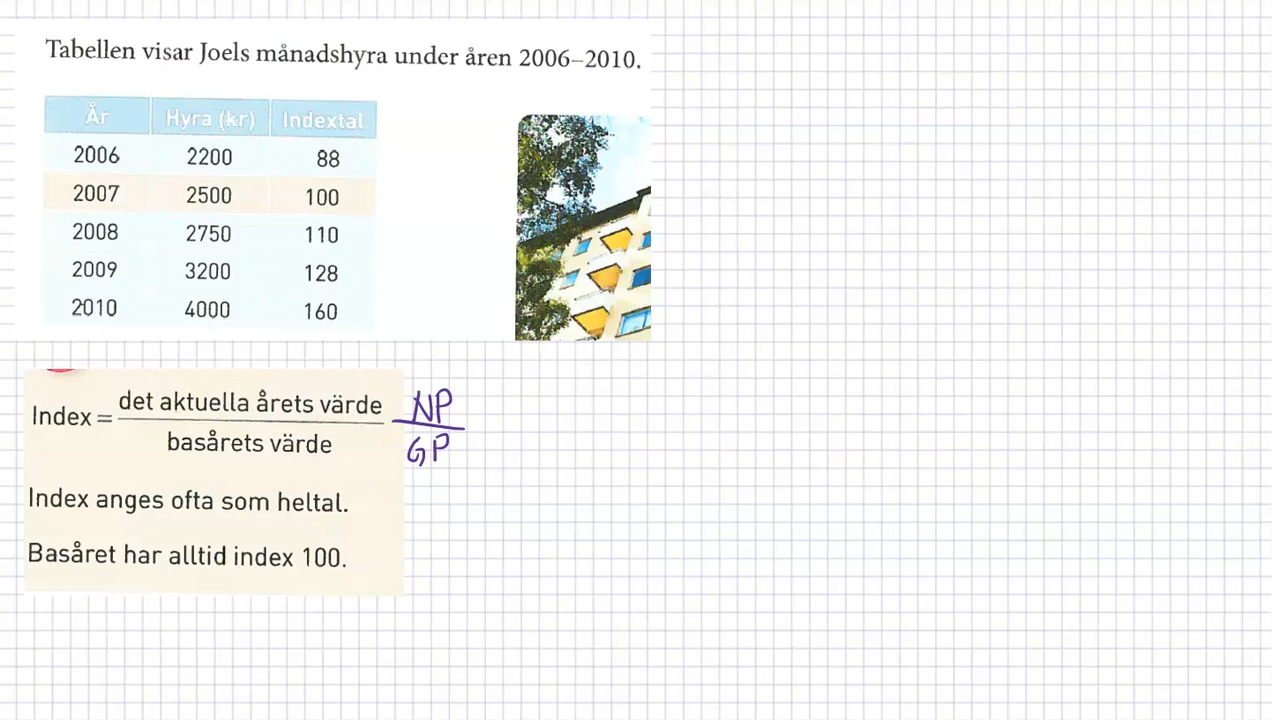 Tabellen visar Joels månadshyra under åren 2006–2010.
År Hyra (kr) Indextal
2006 2200 88
2007 2500 100
2008 2750 110
2009 3200 128
2010 4000 160
Index = det aktuella årets värde
basårets värde
NP
GP
Index anges ofta som heltal.
Basåret har alltid index 100.